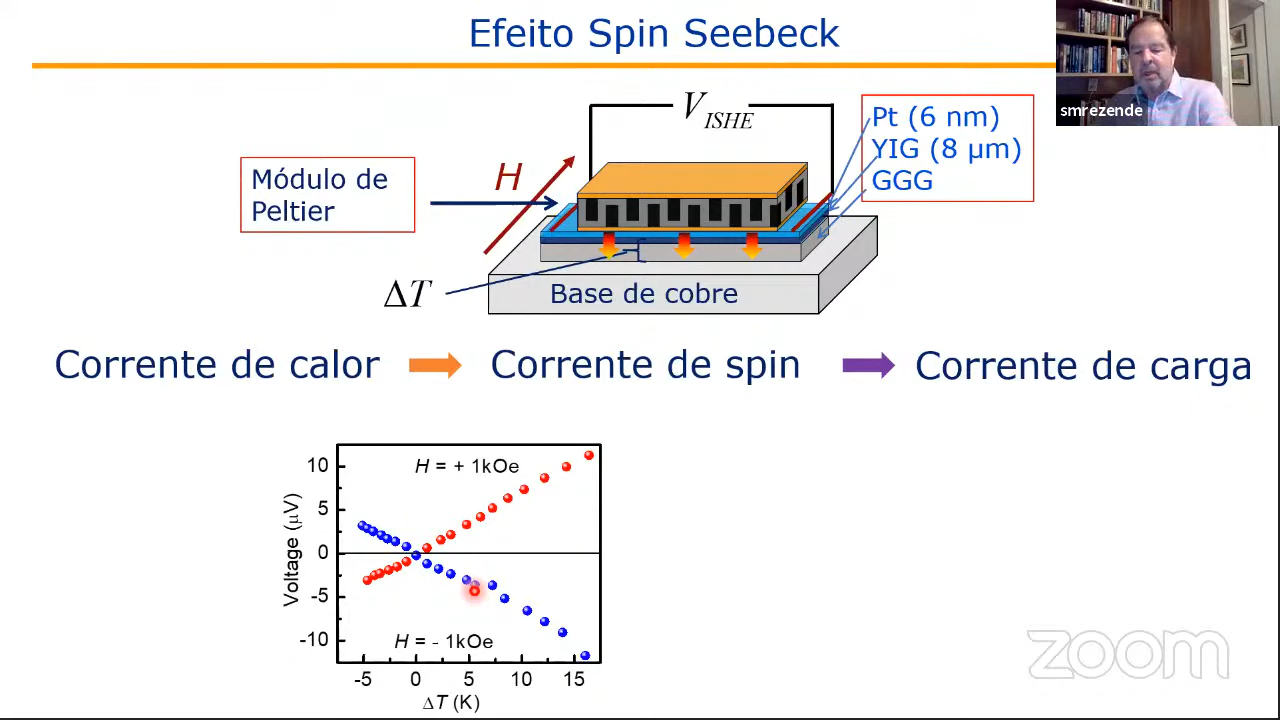 Efeito Spin Seebeck
smrezende
V_ISHE
Pt (6 nm)
YIG (8 μm)
GGG
Módulo de
Peltier
H
ΔT
Base de cobre
Corrente de calor
Corrente de spin
Corrente de carga
10
5
0
-5
-10
Voltage (μV)
H = + 1kOe
H = - 1kOe
-5 0 5 10 15
ΔT (K)
zoom